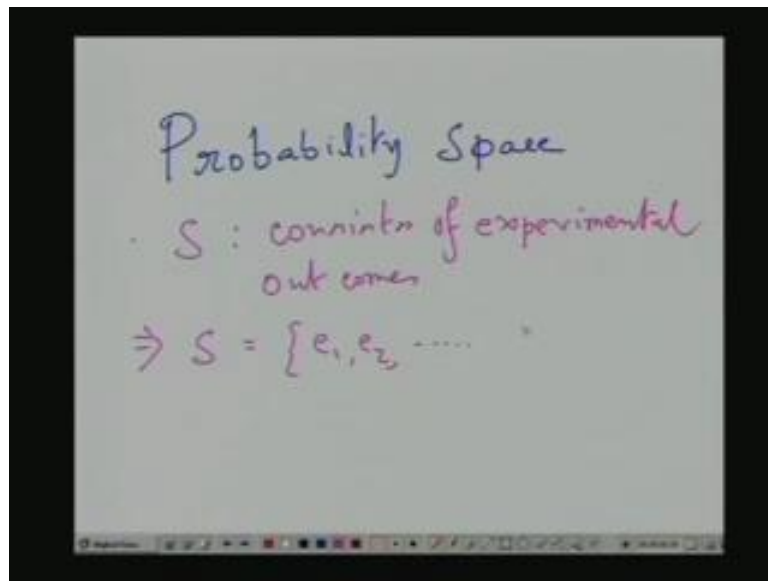 Probability Space
S : consists of experimental
out comes
⇒ S = { e₁, e₂, .....